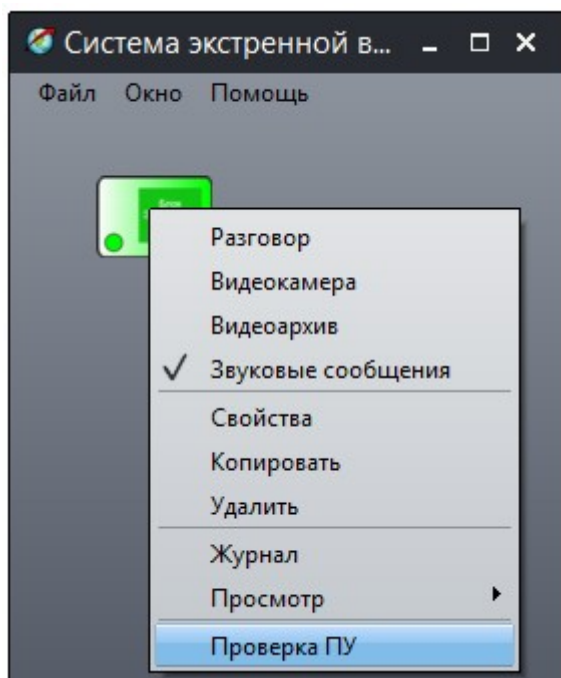 Система экстренной в...
Файл Окно Помощь
Разговор
Видеокамера
Видеоархив
Звуковые сообщения
Свойства
Копировать
Удалить
Журнал
Просмотр
Проверка ПУ